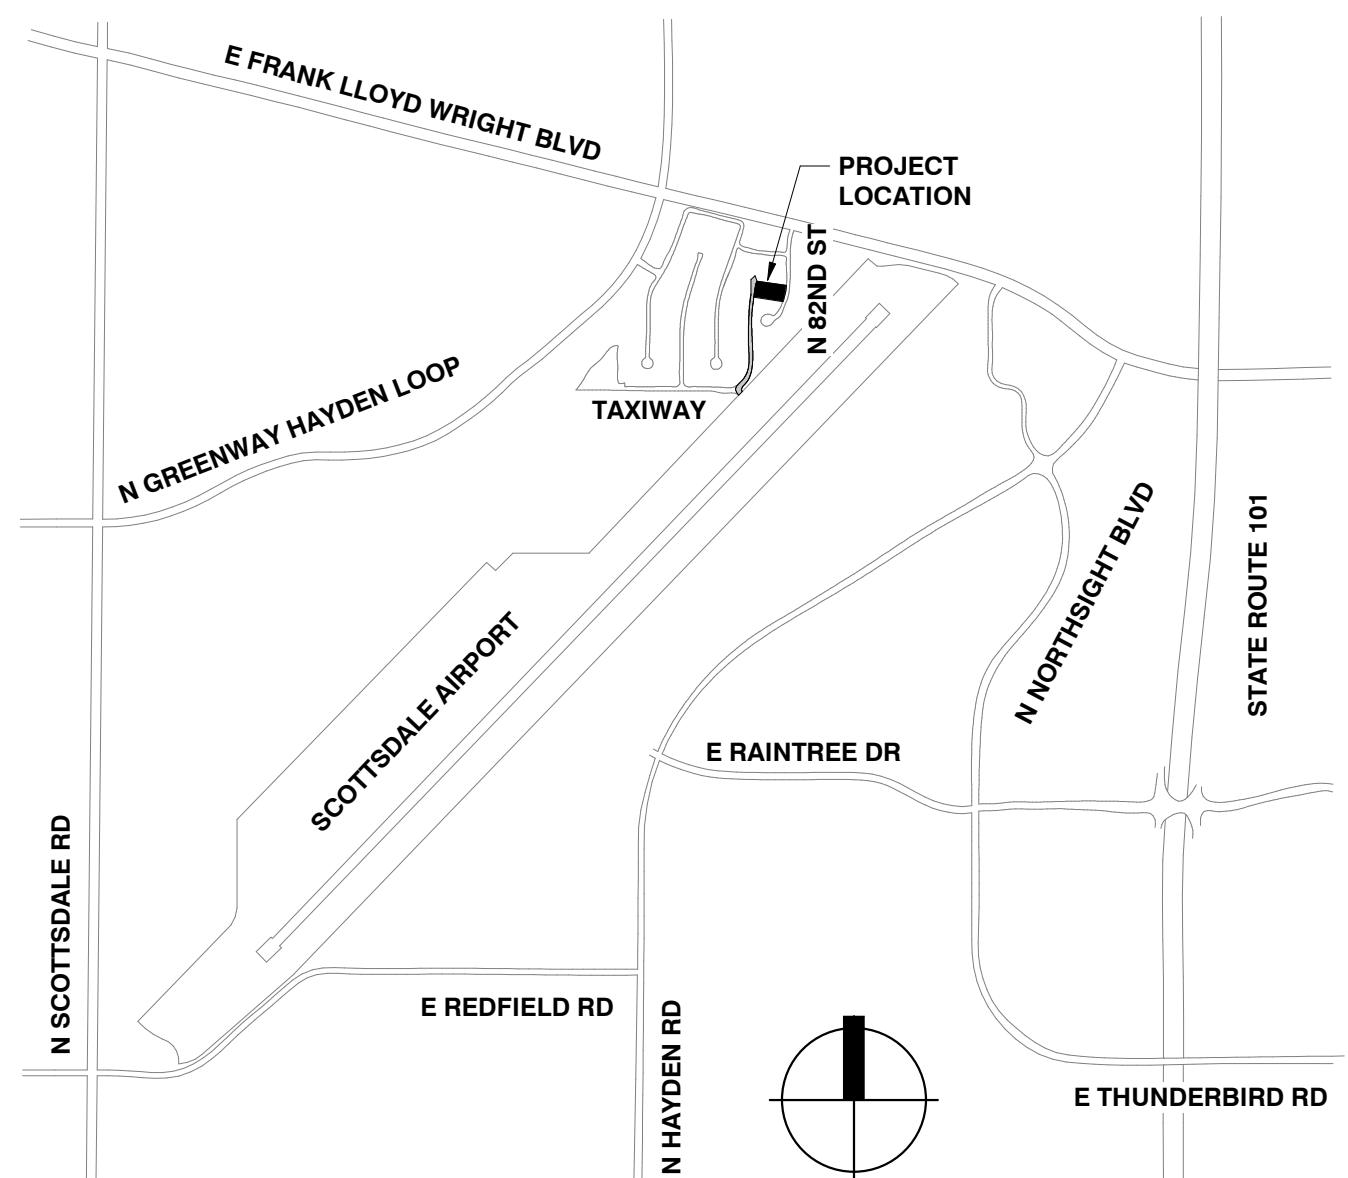 E FRANK LLOYD WRIGHT BLVD
PROJECT
LOCATION
N 82ND ST
N GREENWAY HAYDEN LOOP
TAXIWAY
N NORTHSIGHT BLVD
STATE ROUTE 101
SCOTTSDALE AIRPORT
E RAINTREE DR
N SCOTTSDALE RD
E REDFIELD RD
N HAYDEN RD
E THUNDERBIRD RD